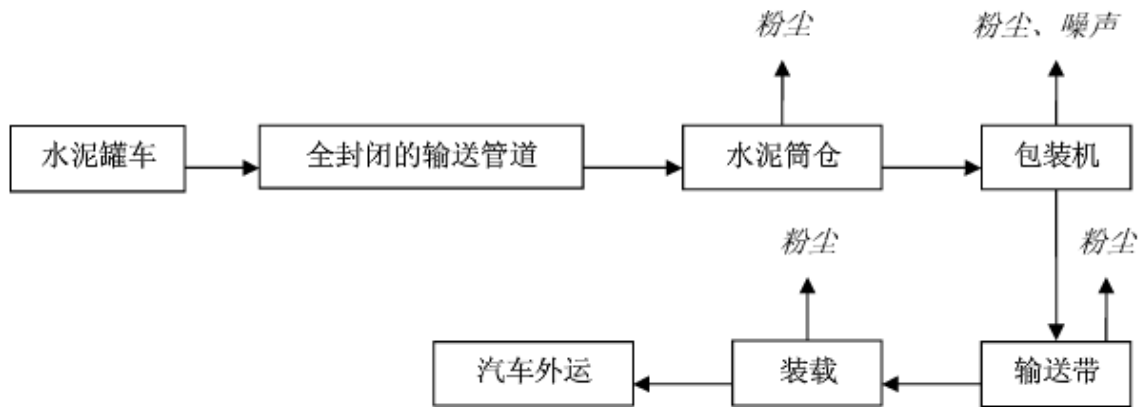 粉尘
粉尘、噪声
水泥罐车
全封闭的输送管道
水泥筒仓
包装机
粉尘
粉尘
汽车外运
装载
输送带